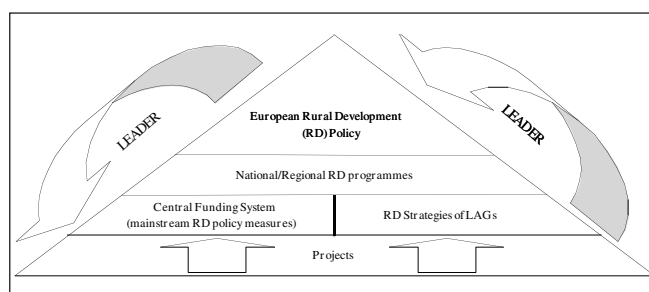 LEADER
LEADER
European Rural Development
(RD) Policy
National/Regional RD programmes
Central Funding System
(mainstream RD policy measures)
RD Strategies of LAGs
Projects